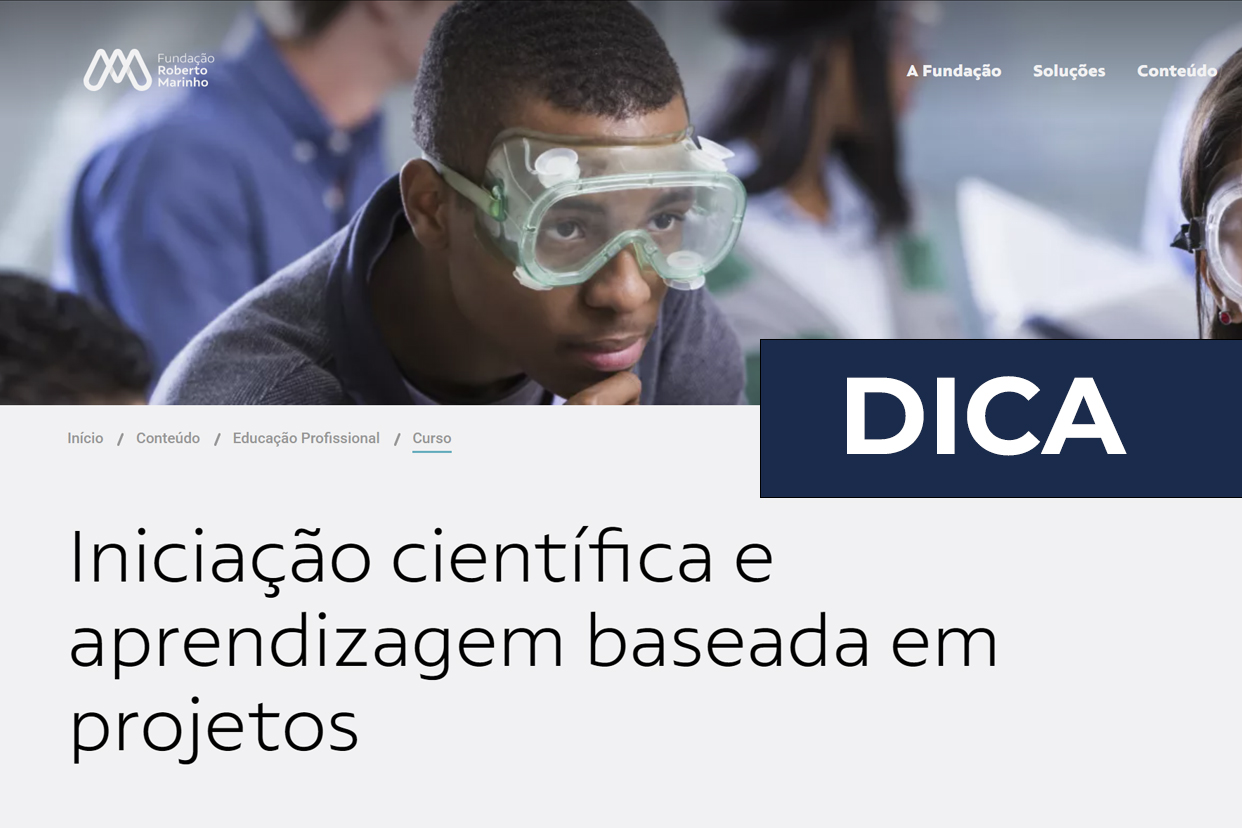 Fundação
Roberto
Marinho
A Fundação Soluções Conteúdo
DICA
Início / Conteúdo / Educação Profissional / Curso
Iniciação científica e
aprendizagem baseada em
projetos